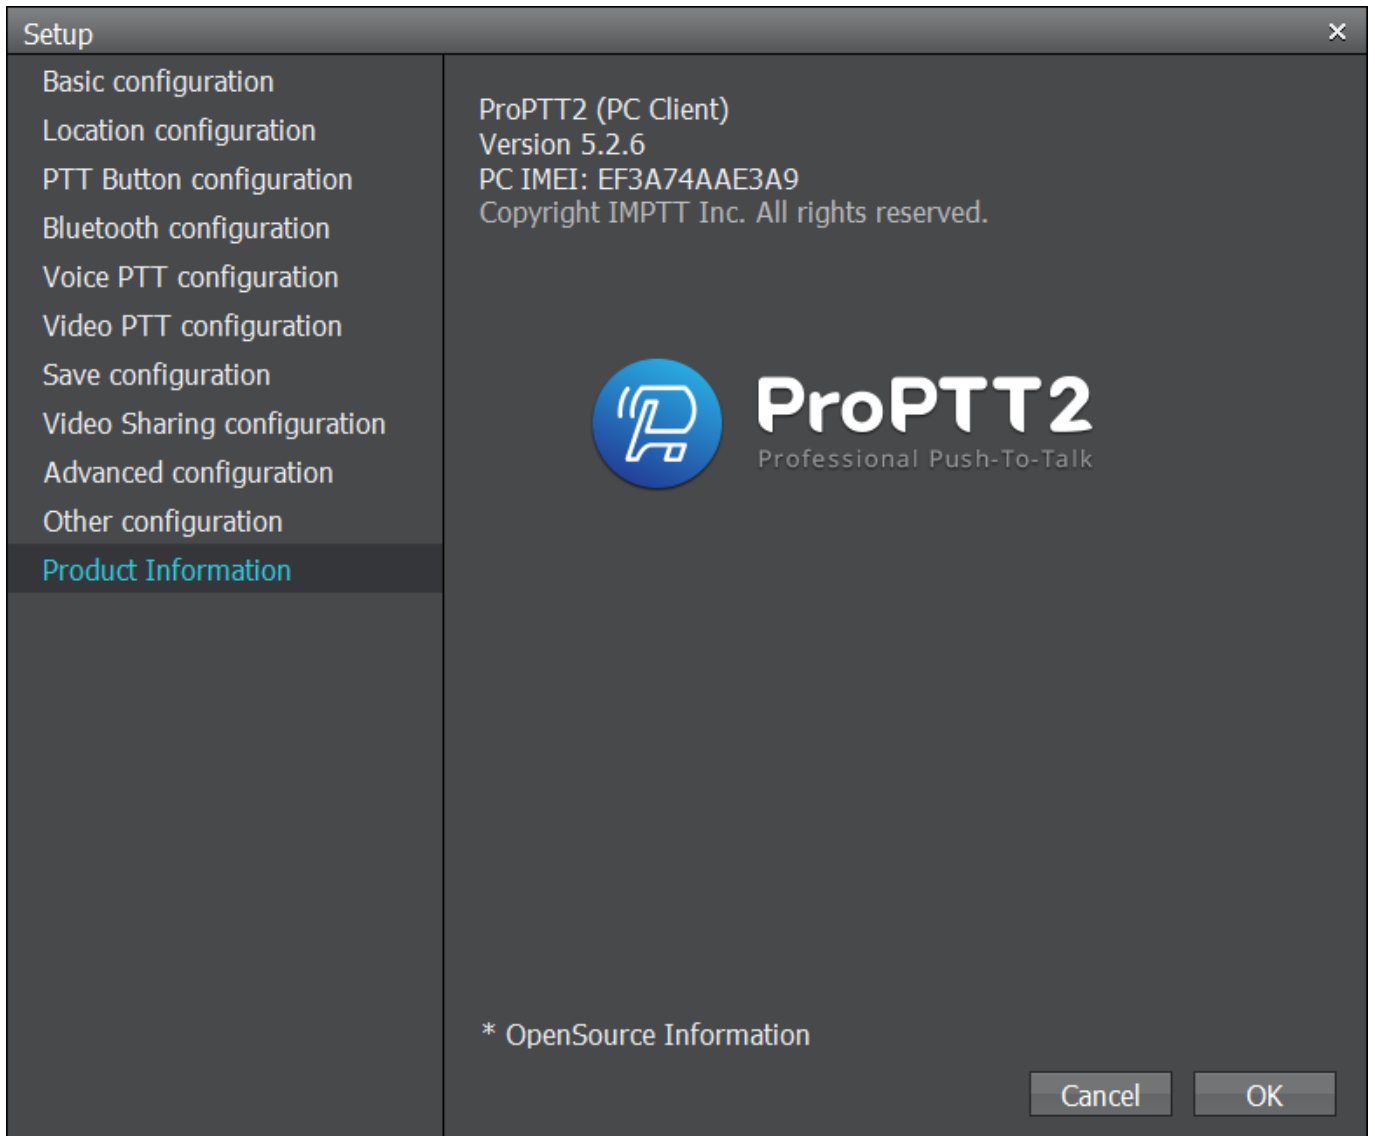 Setup
Basic configuration
Location configuration
PTT Button configuration
Bluetooth configuration
Voice PTT configuration
Video PTT configuration
Save configuration
Video Sharing configuration
Advanced configuration
Other configuration
Product Information
ProPTT2 (PC Client)
Version 5.2.6
PC IMEI: EF3A74AAE3A9
Copyright IMPTT Inc. All rights reserved.
ProPTT2
Professional Push-To-Talk
* OpenSource Information
Cancel
OK